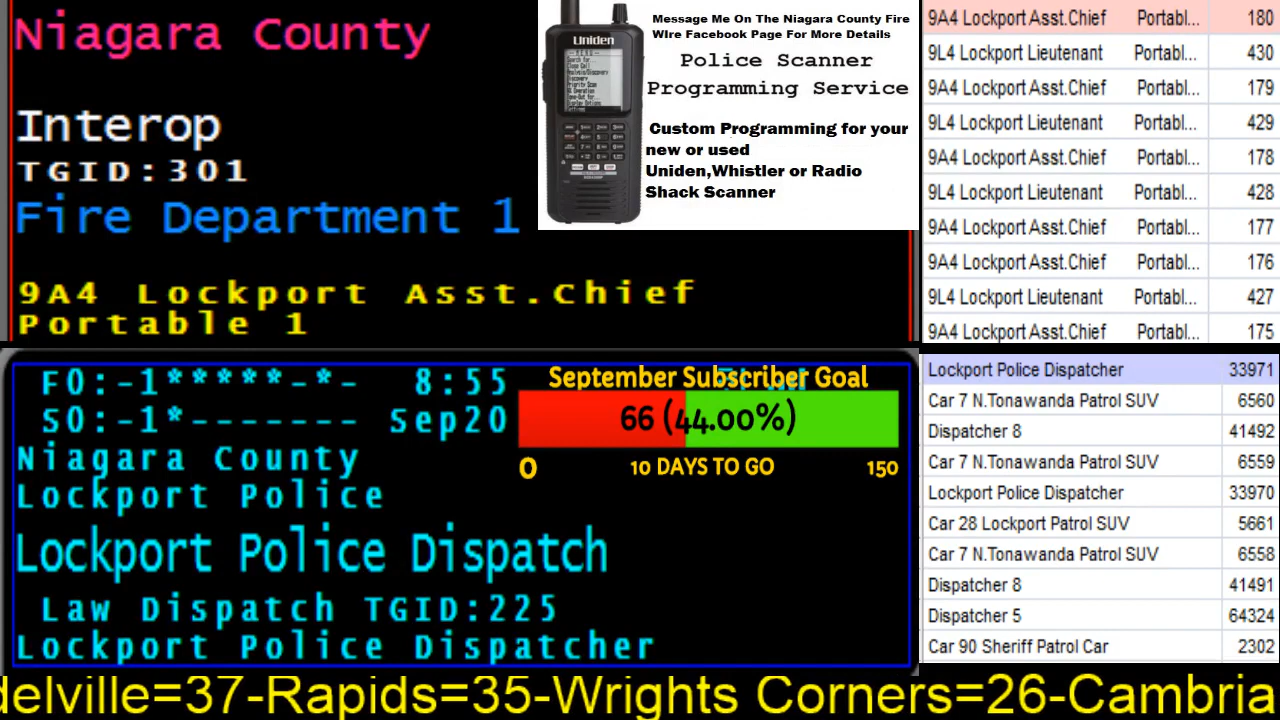 Niagara County
Interop
TGID:301
Fire Department 1
9A4 Lockport Asst.Chief
Portable 1
Uniden
Message Me On The Niagara County Fire
WIre Facebook Page For More Details
Police Scanner
Programming Service
Custom Programming for your
new or used
Uniden,Whistler or Radio
Shack Scanner
9A4 Lockport Asst.Chief Portabl... 180
9L4 Lockport Lieutenant Portabl... 430
9A4 Lockport Asst.Chief Portabl... 179
9L4 Lockport Lieutenant Portabl... 429
9A4 Lockport Asst.Chief Portabl... 178
9L4 Lockport Lieutenant Portabl... 428
9A4 Lockport Asst.Chief Portabl... 177
9A4 Lockport Asst.Chief Portabl... 176
9L4 Lockport Lieutenant Portabl... 427
9A4 Lockport Asst.Chief Portabl... 175
F0:-1*****-*- 8:55
S0:-1*------- Sep20
Niagara County
Lockport Police
Lockport Police Dispatch
Law Dispatch TGID:225
Lockport Police Dispatcher
September Subscriber Goal
66 (44.00%)
0 10 DAYS TO GO 150
Lockport Police Dispatcher 33971
Car 7 N.Tonawanda Patrol SUV 6560
Dispatcher 8 41492
Car 7 N.Tonawanda Patrol SUV 6559
Lockport Police Dispatcher 33970
Car 28 Lockport Patrol SUV 5661
Car 7 N.Tonawanda Patrol SUV 6558
Dispatcher 8 41491
Dispatcher 5 64324
Car 90 Sheriff Patrol Car 2302
delville=37-Rapids=35-Wrights Corners=26-Cambria